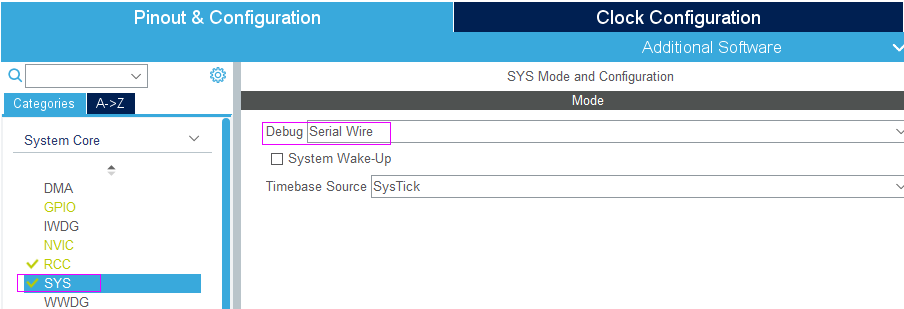 Pinout & Configuration
Clock Configuration
Additional Software
SYS Mode and Configuration
Categories
A->Z
Mode
System Core
Debug Serial Wire
System Wake-Up
Timebase Source SysTick
DMA
GPIO
IWDG
NVIC
RCC
SYS
WWDG